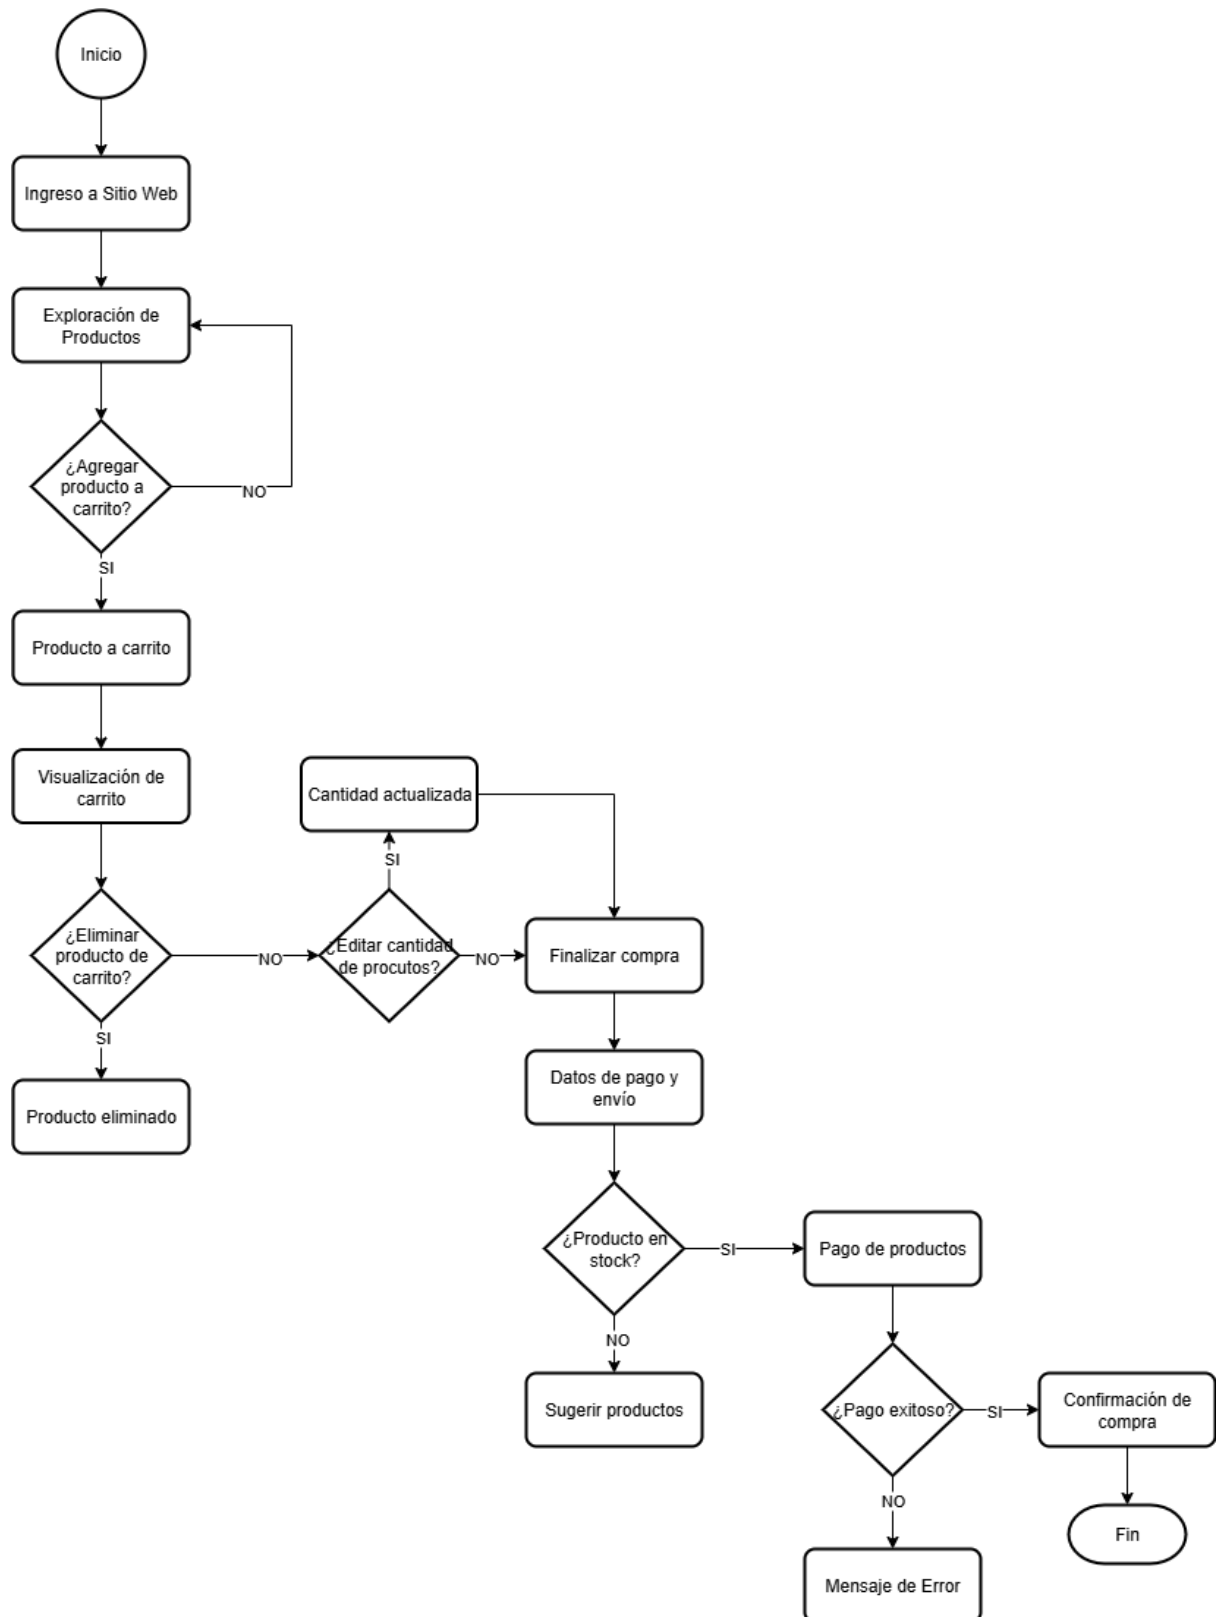 Inicio
Ingreso a Sitio Web
Exploración de
Productos
¿Agregar
producto a
carrito?
NO
SI
Producto a carrito
Visualización de
carrito
¿Eliminar
producto de
carrito?
NO
SI
Producto eliminado
¿Editar cantidad
de procutos?
SI
Cantidad actualizada
NO
Finalizar compra
Datos de pago y
envío
¿Producto en
stock?
SI
NO
Sugerir productos
Pago de productos
¿Pago exitoso?
SI
NO
Mensaje de Error
Confirmación de
compra
Fin